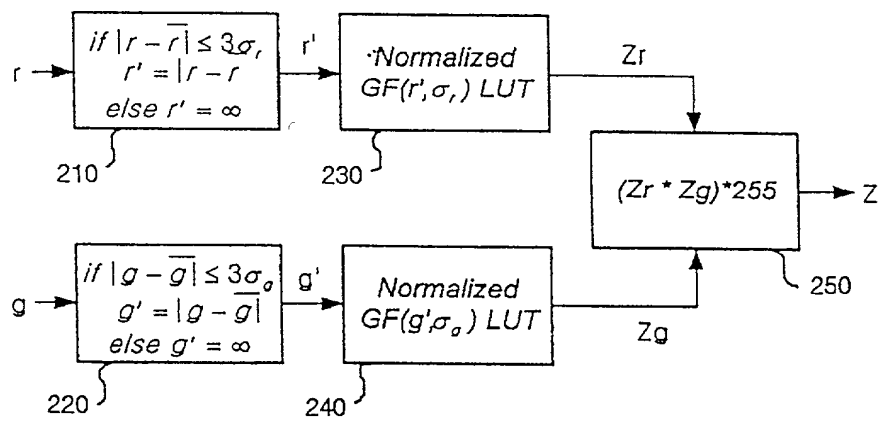 r
if |r – r̅| ≤ 3σᵣ
r' = |r – r
else r' = ∞
r'
Normalized
GF(r',σᵣ) LUT
Zr
210
230
(Zr * Zg)*255
Z
250
g
if |g – g̅| ≤ 3σg
g' = |g – g̅|
else g' = ∞
g'
Normalized
GF(g',σg) LUT
Zg
220
240